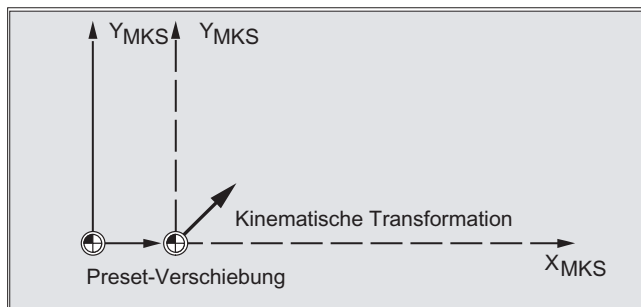 YMKS YMKS
Kinematische Transformation
XMKS
Preset-Verschiebung